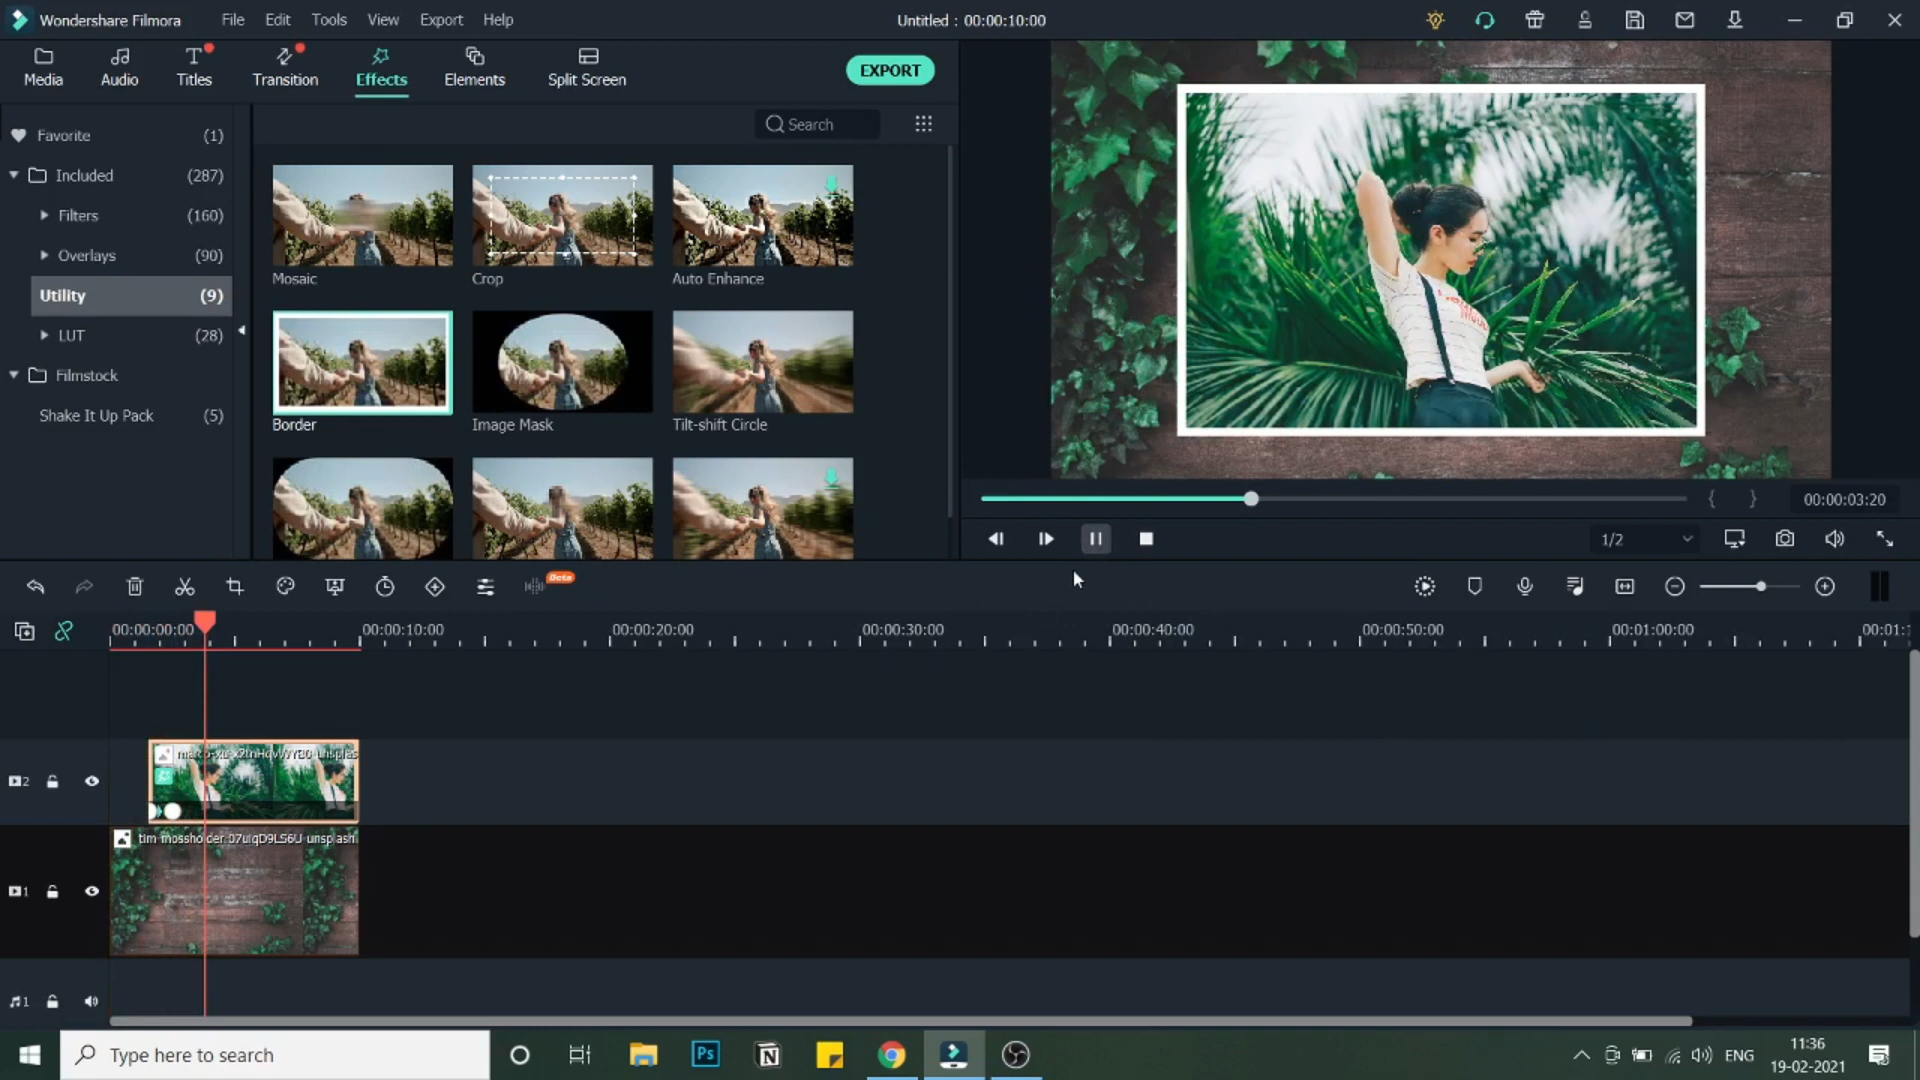 Wondershare Filmora
File
Edit
Tools
View
Export
Help
Untitled : 00:00:10:00
Media
Audio
Titles
Transition
Effects
Elements
Split Screen
EXPORT
Favorite (1)
Included (287)
Filters (160)
Overlays (90)
Utility (9)
LUT (28)
Filmstock
Shake It Up Pack (5)
Search
Mosaic
Crop
Auto Enhance
Border
Image Mask
Tilt-shift Circle
00:00:03:20
1/2
Beta
00:00:00:00
00:00:10:00
00:00:20:00
00:00:30:00
00:00:40:00
00:00:50:00
00:01:00:00
2
1
1
Type here to search
Ps
N
ENG
11:36
19-02-2021